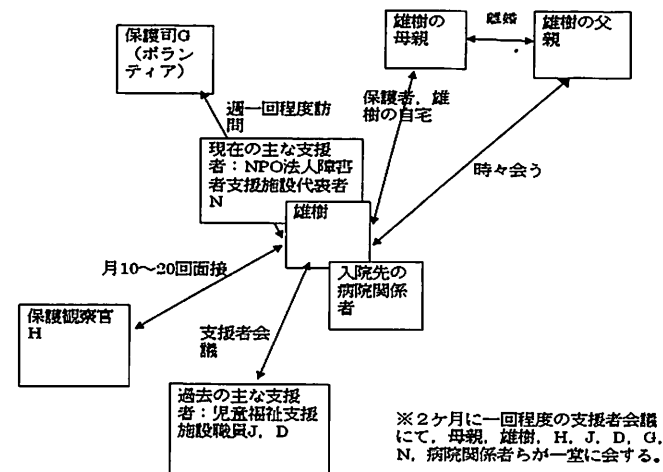 保護司G
（ボラン
ティア）
雄樹の
母親
離婚
雄樹の父
親
週一回程度訪
問
保護者，雄
樹の自宅
現在の主な支援
者：NPO法人障害
者支援施設代表者
N
時々会う
雄樹
月10～20回面接
入院先の
病院関係
者
保護観察官
H
支援者会
議
過去の主な支援
者：児童福祉支援
施設職員J，D
※２ケ月に一回程度の支援者会議
にて，母親，雄樹，H，J，D，G，
N，病院関係者らが一堂に会する。